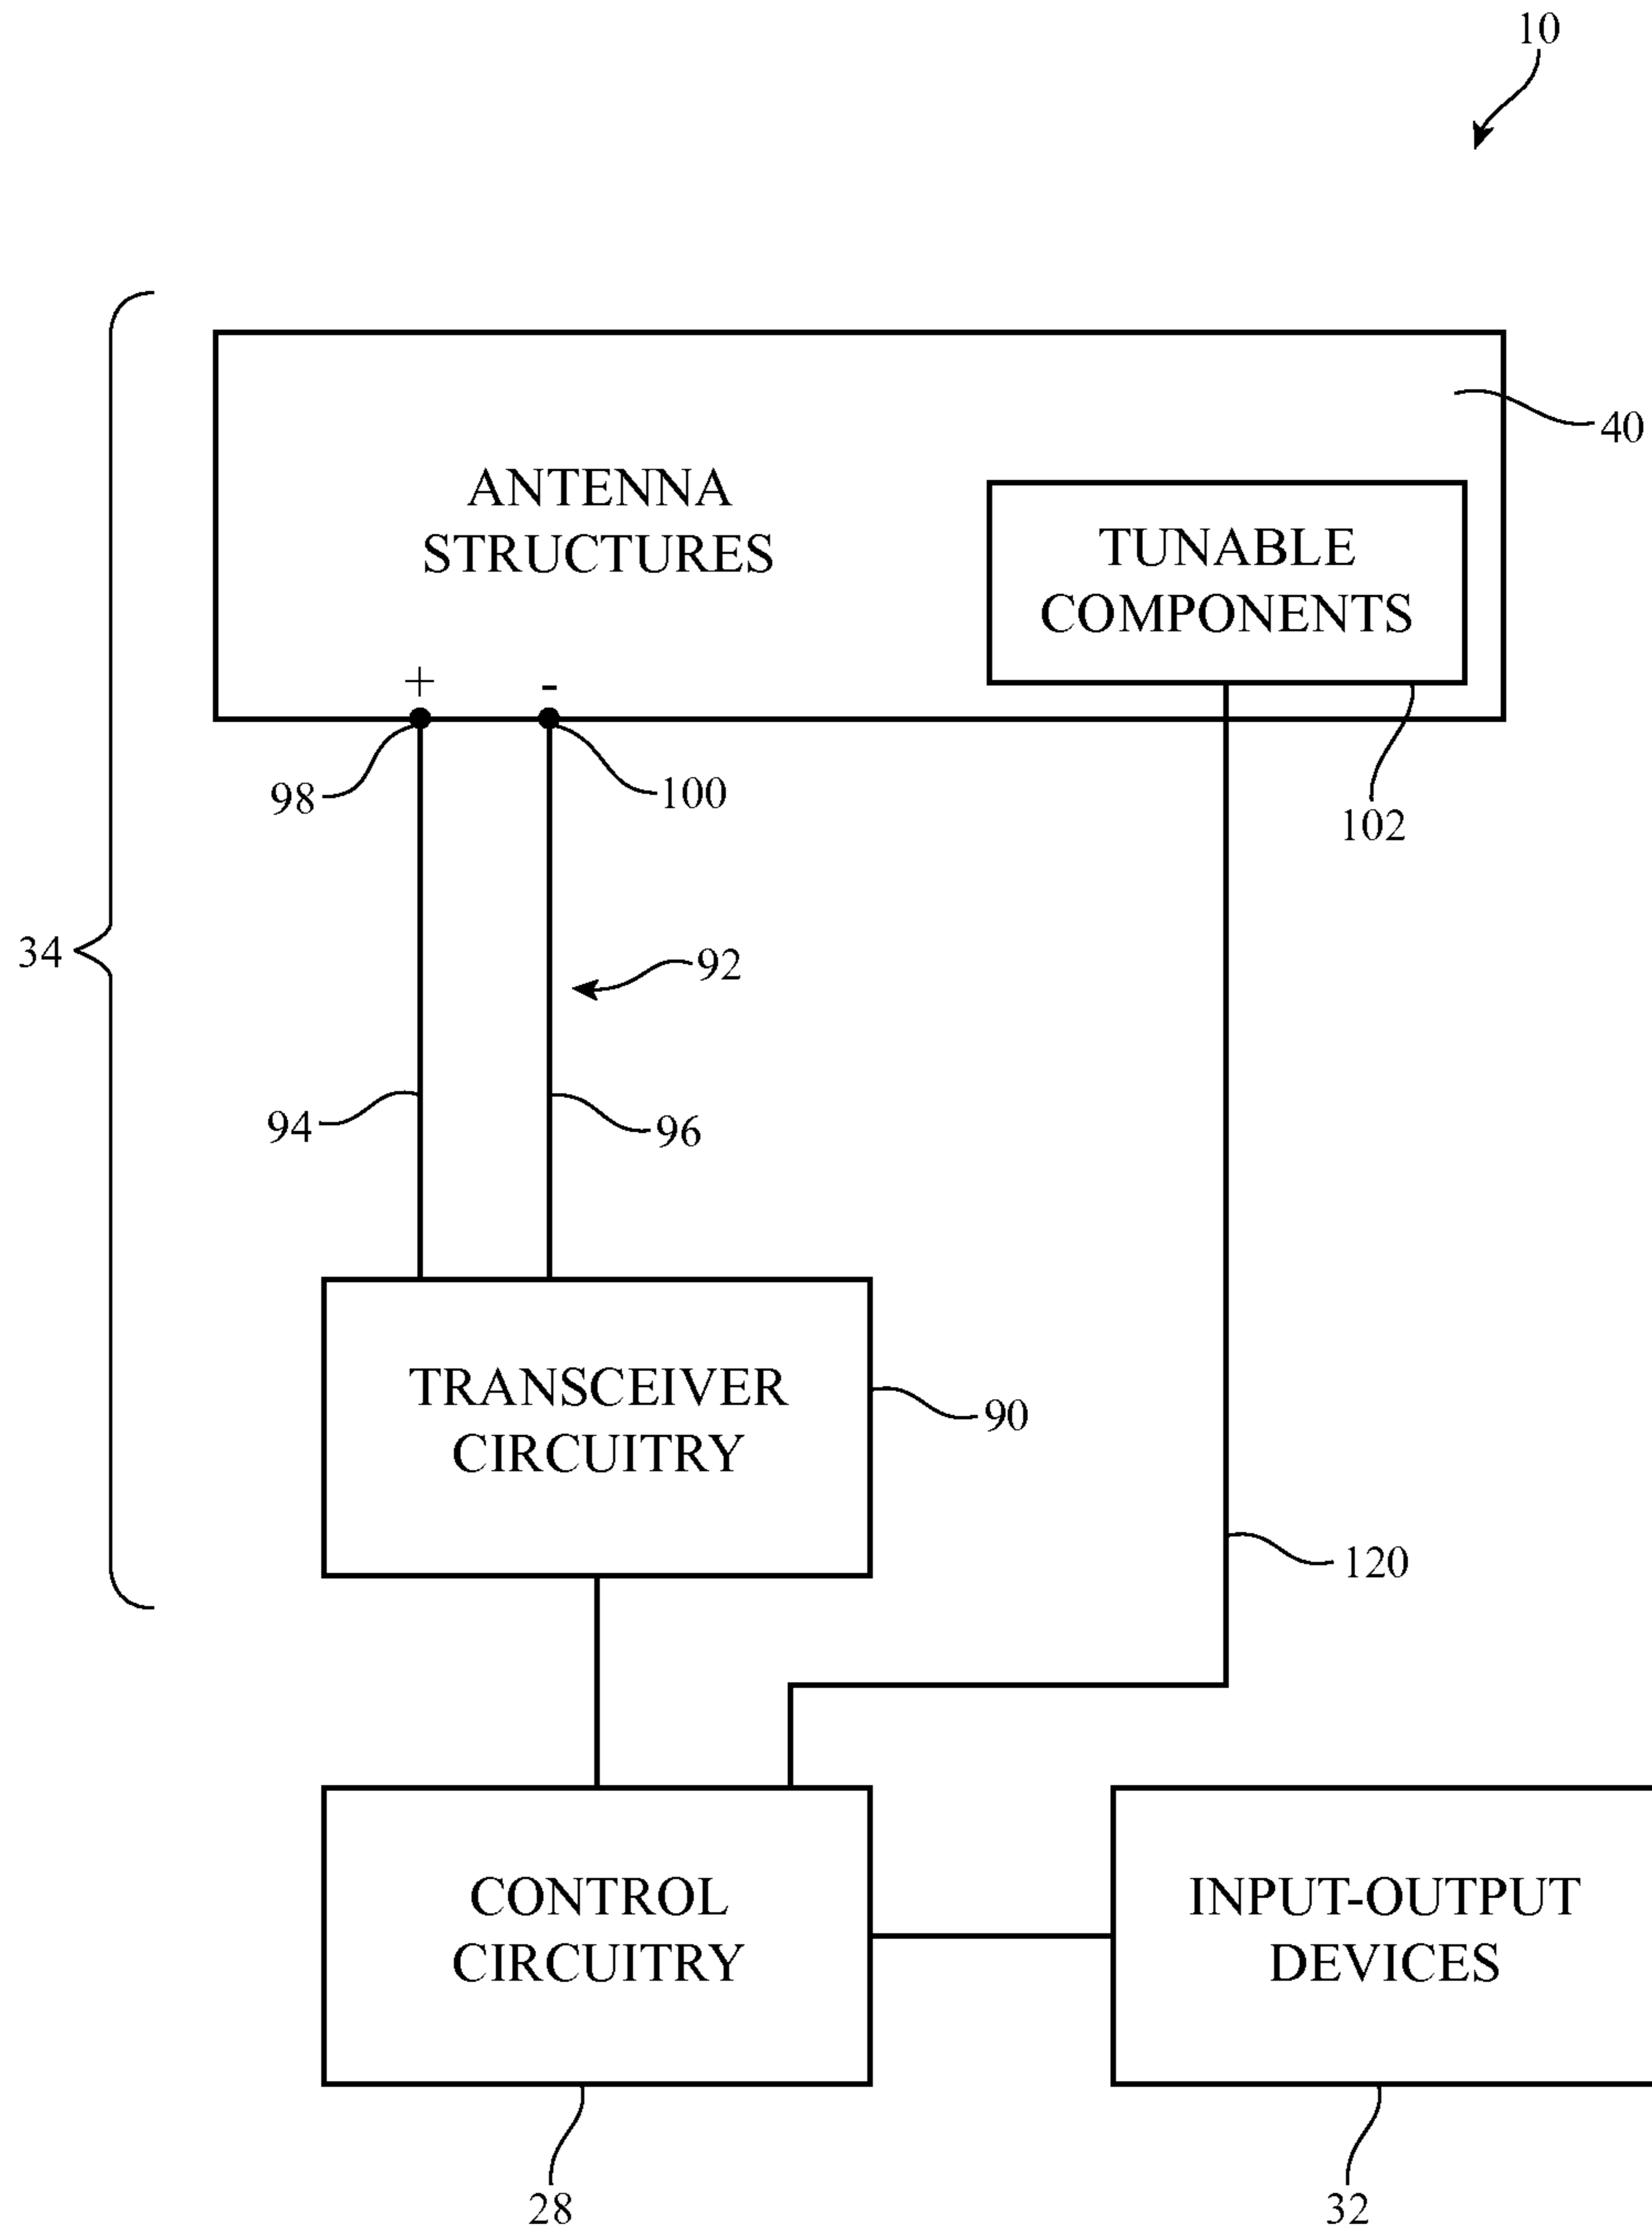 10
40
ANTENNA
STRUCTURES
TUNABLE
COMPONENTS
+
-
98
100
102
34
92
94
96
TRANSCEIVER
CIRCUITRY
90
120
CONTROL
CIRCUITRY
INPUT-OUTPUT
DEVICES
28
32